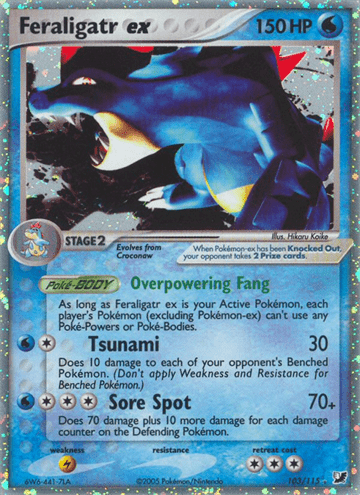 Feraligatr ex 150 HP
Illus. Hikaru Koike
STAGE 2
Evolves from
Croconaw
When Pokémon-ex has been Knocked Out,
your opponent takes 2 Prize cards.
Poké-BODY Overpowering Fang
As long as Feraligatr ex is your Active Pokémon, each
player's Pokémon (excluding Pokémon-ex) can't use any
Poké-Powers or Poké-Bodies.
Tsunami 30
Does 10 damage to each of your opponent's Benched
Pokémon. (Don't apply Weakness and Resistance for
Benched Pokémon.)
Sore Spot 70+
Does 70 damage plus 10 more damage for each damage
counter on the Defending Pokémon.
weakness resistance retreat cost
6W6-441-7LA ©2005 Pokémon/Nintendo 103/115